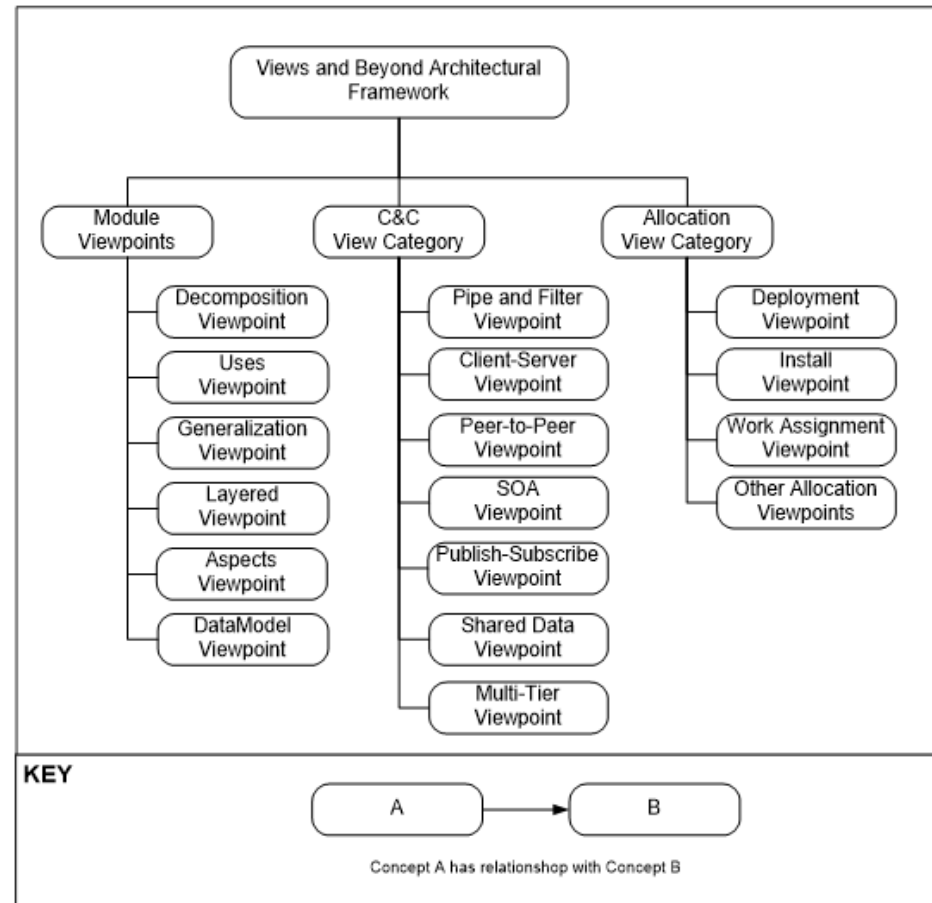 Views and Beyond Architectural
Framework
Module
Viewpoints
Decomposition
Viewpoint
Uses
Viewpoint
Generalization
Viewpoint
Layered
Viewpoint
Aspects
Viewpoint
DataModel
Viewpoint
C&C
View Category
Pipe and Filter
Viewpoint
Client-Server
Viewpoint
Peer-to-Peer
Viewpoint
SOA
Viewpoint
Publish-Subscribe
Viewpoint
Shared Data
Viewpoint
Multi-Tier
Viewpoint
Allocation
View Category
Deployment
Viewpoint
Install
Viewpoint
Work Assignment
Viewpoint
Other Allocation
Viewpoints
KEY
A
B
Concept A has relationshop with Concept B